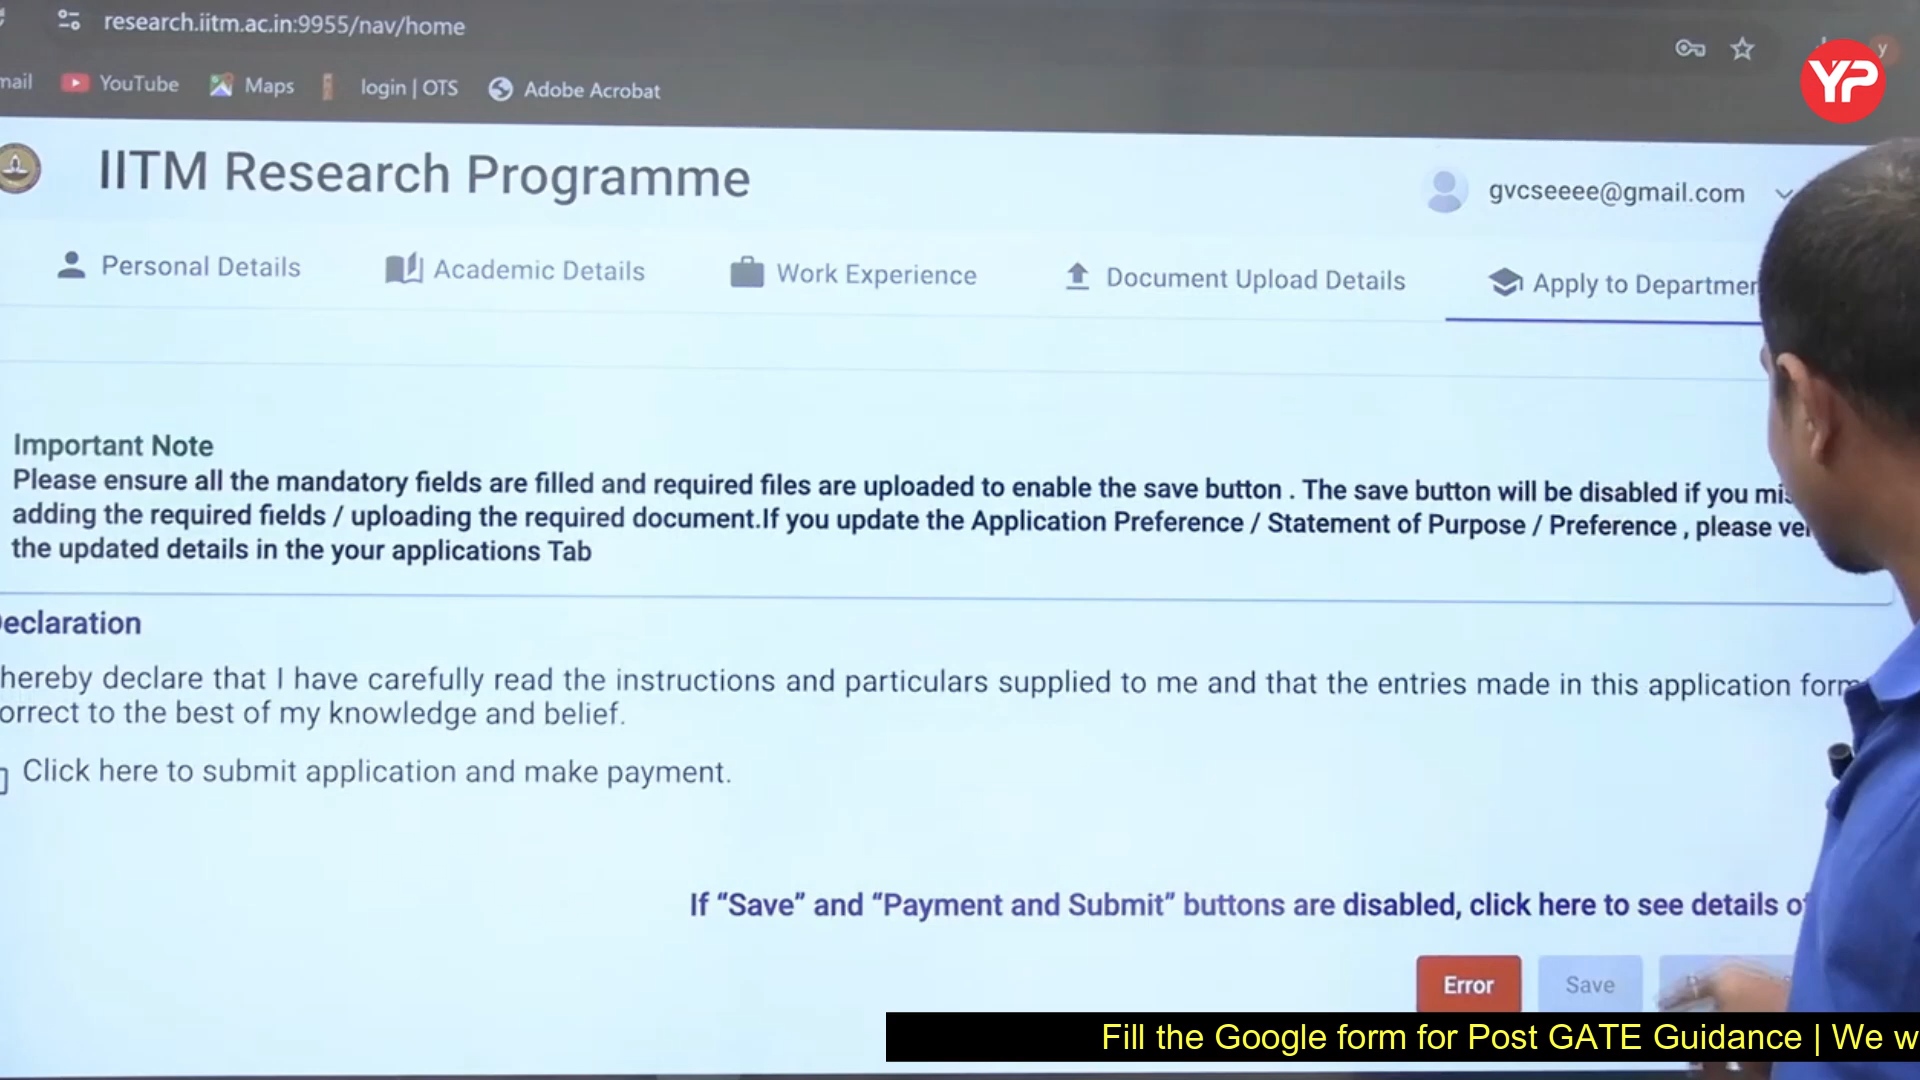 research.iitm.ac.in:9955/nav/home
mail YouTube Maps login | OTS Adobe Acrobat
y
YP
IITM Research Programme
gvcseeee@gmail.com
Personal Details Academic Details Work Experience Document Upload Details Apply to Departmen
Important Note
Please ensure all the mandatory fields are filled and required files are uploaded to enable the save button . The save button will be disabled if you mis
adding the required fields / uploading the required document.If you update the Application Preference / Statement of Purpose / Preference , please ver
the updated details in the your applications Tab
eclaration
hereby declare that I have carefully read the instructions and particulars supplied to me and that the entries made in this application form
orrect to the best of my knowledge and belief.
Click here to submit application and make payment.
If “Save” and “Payment and Submit” buttons are disabled, click here to see details of
Error Save
Fill the Google form for Post GATE Guidance | We w